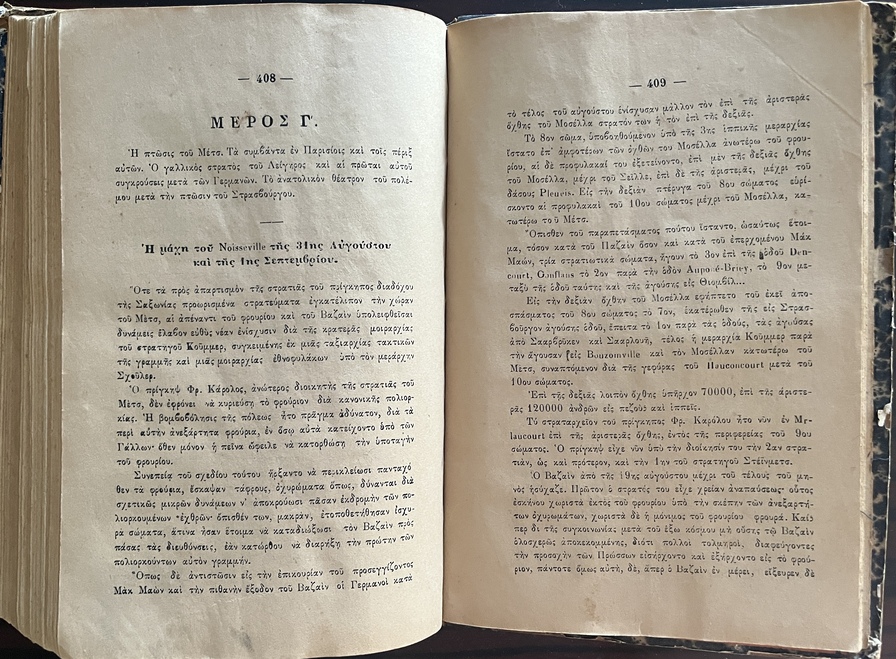 — 408 —
ΜΕΡΟΣ Γ'.
Ἡ πτῶσις τοῦ Μέτς. Τὰ συμβάντα ἐν Παρισίοις καὶ τοῖς πέριξ
αὐτῶν. Ὁ γαλλικὸς στρατὸς τοῦ Λείγηρος καὶ αἱ πρῶται αὐτοῦ
συγκρούσεις μετὰ τῶν Γερμανῶν. Τὸ ἀνατολικὸν θέατρον τοῦ πολέ-
μου μετὰ τὴν πτῶσιν τοῦ Στρασβούργου.
Ἡ μάχη τοῦ Noisseville τῆς 31ης Αὐγούστου
καὶ τῆς 1ης Σεπτεμβρίου.
Ὅτε τὰ πρὸς ἀπαρτισμὸν τῆς στρατιᾶς τοῦ πρίγκηπος διαδόχου
τῆς Σαξωνίας προωρισμένα στρατεύματα ἐγκατέλιπον τὴν χώραν
τοῦ Μέτς, αἱ ἀπέναντι τοῦ φρουρίου καὶ τοῦ Βαζαὶν ὑπολειφθεῖσαι
δυνάμεις ἔλαβον εὐθὺς νέαν ἐνίσχυσιν διὰ τῆς κρατερᾶς μοιραρχίας
τοῦ στρατηγοῦ Κοῦμμερ, συγκειμένης ἐκ μιᾶς ταξιαρχίας τακτικῶν
τῆς γραμμῆς καὶ μιᾶς μοιραρχίας ἐθνοφυλάκων ὑπὸ τὸν μεράρχην
Σχοῦλερ.
Ὁ πρίγκηψ Φρ. Κάρολος, ἀνώτερος διοικητὴς τῆς στρατιᾶς τοῦ
Μέτς, δὲν ἐφρόνει νὰ κυριεύσῃ τὸ φρούριον διὰ κανονικῆς πολιορ-
κίας. Ἡ βομβοβόλησις τῆς πόλεως ἦτο πρᾶγμα ἀδύνατον, διὰ τὰ
περὶ αὐτὴν ἀνεξάρτητα φρούρια, ἐν ὅσῳ αὐτὰ κατείχοντο ὑπὸ τῶν
Γάλλων· ὅθεν μόνον ἡ πεῖνα ὤφειλε νὰ κατορθώσῃ τὴν ὑποταγὴν
τοῦ φρουρίου.
Συνεπείᾳ τοῦ σχεδίου τούτου ἤρξαντο νὰ περικλείωσι πανταχό
θεν τὰ φρούρια, ἔσκαψαν τάφρους, ὀχυρώματα ὅπως, δύνανται διὰ
σχετικῶς μικρῶν δυνάμεων ν' ἀποκρούωσι πᾶσαν ἐκδρομὴν τῶν πο-
λιορκουμένων ἐχθρῶν· ὄπισθέν των, μακράν, ἐτοποθέτησαν ἰσχυ-
ρὰ σώματα, ἅτινα ἦσαν ἕτοιμα νὰ καταδιώξωσι τὸν Βαζαὶν πρὸς
πάσας τὰς διευθύνσεις, ἐὰν κατώρθου νὰ διαρήξῃ τὴν πρώτην τῶν
πολιορκούντων αὐτὸν γραμμήν.
Ὅπως δὲ ἀντιστῶσιν εἰς τὴν ἐπικουρίαν τοῦ προσεγγίζοντος
Μὰκ Μαὼν καὶ τὴν πιθανὴν ἔξοδον τοῦ Βαζαὶν οἱ Γερμανοὶ κατὰ
— 409 —
τὸ τέλος τοῦ αὐγούστου ἐνίσχυσαν μᾶλλον τὸν ἐπὶ τῆς ἀριστερᾶς
ὄχθης τοῦ Μοσέλλα στρατόν των ἢ τὸν ἐπὶ τῆς δεξιᾶς.
Τὸ 8ον σῶμα, ὑποβοηθούμενον ὑπὸ τῆς 3ης ἱππικῆς μεραρχίας
ἵστατο ἐπ' ἀμφοτέρων τῶν ὀχθῶν τοῦ Μοσέλλα ἀνωτέρω τοῦ φρου-
ρίου, αἱ δὲ προφυλακαί του ἐξετείνοντο, ἐπὶ μὲν τῆς δεξιᾶς ὄχθης
τοῦ Μοσέλλα, μέχρι τοῦ Σεῖλλε, ἐπὶ δὲ τῆς ἀριστερᾶς, μέχρι τοῦ
δάσους Pleueis. Εἰς τὴν δεξιὰν πτέρυγα τοῦ 8ου σώματος εὑρί-
σκοντο αἱ προφυλακαὶ τοῦ 10ου σώματος μέχρι τοῦ Μοσέλλα, κα-
τωτέρω τοῦ Μέτς.
Ὄπισθεν τοῦ παραπετάσματος τούτου ἵσταντο, ὡσαύτως ἕτοι-
μα, τόσον κατὰ τοῦ Παζαὶν ὅσον καὶ κατὰ τοῦ ἐπερχομένου Μὰκ
Μαών, τρία στρατιωτικὰ σώματα, ἤγουν τὸ 3ον ἐπὶ τῆς ὁδοῦ Den-
court, Conflans τὸ 2ον παρὰ τὴν ὁδὸν Auboué-Briey, τὸ 9ον με-
ταξὺ τῆς ὁδοῦ ταύτης καὶ τῆς ἀγούσης εἰς Θιομβίλ...
Εἰς τὴν δεξιὰν ὄχθην τοῦ Μοσέλλα ἐφήπτετο τοῦ ἐκεῖ ἀπο-
σπάσματος τοῦ 8ου σώματος τὸ 7ον, ἑκατέρωθεν τῆς εἰς Στρασ-
βοῦργον ἀγούσης ὁδοῦ, ἔπειτα τὸ 1ον παρὰ τὰς ὁδούς, τὰς ἀγούσας
ἀπὸ Σααρβρῦκεν καὶ Σααρλουῆ, τέλος ἡ μεραρχία Κοῦμμερ παρὰ
τὴν ἄγουσαν εἰς Bouzomville καὶ τὸν Μοσέλλαν κατωτέρω τοῦ
Μέτς, συναπτόμενον διὰ τῆς γεφύρας τοῦ Hauconcourt μετὰ τοῦ
10ου σώματος.
Ἐπὶ τῆς δεξιᾶς λοιπὸν ὄχθης ὑπῆρχον 70000, ἐπὶ τῆς ἀριστε-
ρᾶς 120000 ἀνδρῶν εἰς πεζοὺς καὶ ἱππεῖς.
Τὸ στραταρχεῖον τοῦ πρίγκηπος Φρ. Καρόλου ἦτο νῦν ἐν M
laucourt ἐπὶ τῆς ἀριστερᾶς ὄχθης, ἐντὸς τῆς περιφερείας τοῦ 9ου
σώματος. Ὁ πρίγκηψ εἶχε νῦν ὑπὸ τὴν διοίκησίν του τὴν 2αν στρα-
τιάν, ὡς καὶ πρότερον, καὶ τὴν 1ην τοῦ στρατηγοῦ Στέϊνμετς.
Ὁ Βαζαὶν ἀπὸ τῆς 19ης αὐγούστου μέχρι τοῦ τέλους τοῦ μη-
νὸς ἡσύχαζε. Πρῶτον ὁ στρατός του εἶχε χρείαν ἀναπαύσεως· οὗτος
ἐσκήνου χωριστὰ ἐκτὸς τοῦ φρουρίου ὑπὸ τὴν σκέπην τῶν ἀνεξαρτή-
των ὀχυρωμάτων, χωριστὰ δὲ ἡ μόνιμος τοῦ φρουρίου φρουρά. Καί
περ δὲ τῆς συγκοινωνίας μετὰ τοῦ ἔξω κόσμου μὴ οὔσης τῷ Βαζαὶν
ὁλοσχερῶς ἀποκεκομμένης, διότι πολλοὶ τολμηροί, διαφεύγοντες
τὴν προσοχὴν τῶν Πρώσσων εἰσήρχοντο καὶ ἐξήρχοντο εἰς τὸ φρού-
ριον, πάντοτε ὅμως αὐτή, δέ, ἅπερ ὁ Βαζαὶν ἐν μέρει, εἴξευρεν δὲ